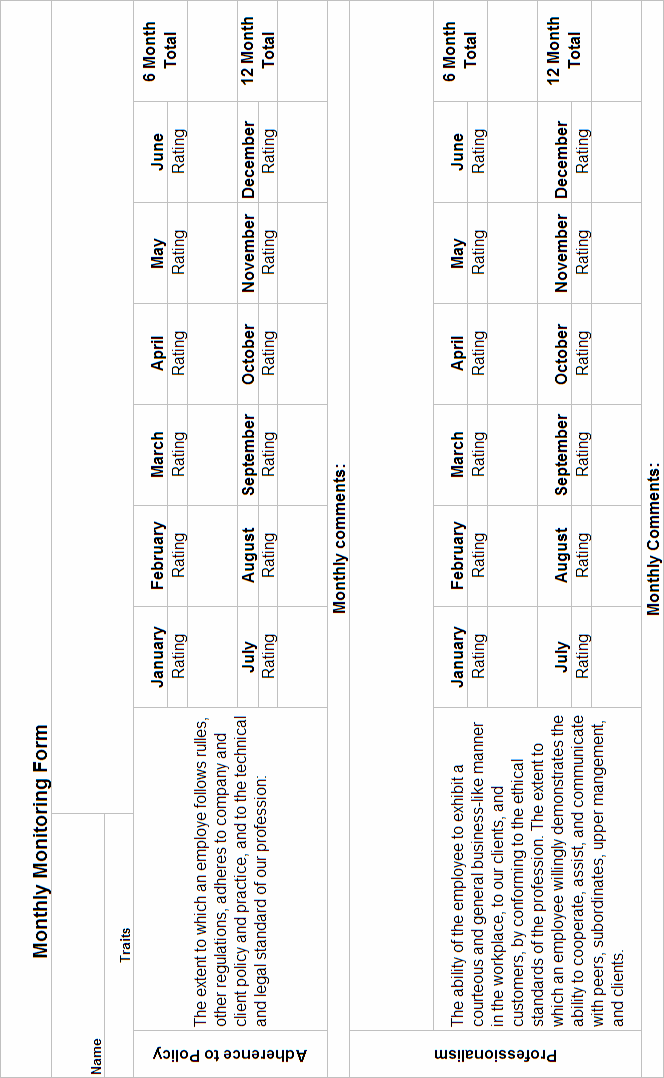 Monthly Monitoring Form
Name
Traits
Adherence to Policy
The extent to which an employe follows rulles,
other regulations, adheres to company and
client policy and practice, and to the technical
and legal standard of our profession:
January February March April May June 6 Month Total
Rating Rating Rating Rating Rating Rating
July August September October November December 12 Month Total
Rating Rating Rating Rating Rating Rating
Monthly comments:
Professionalism
The ability of the employee to exhibit a
courteous and general business-like manner
in the workplace, to our clients, and
customers, by conforming to the ethical
standards of the profession. The extent to
which an employee willingly demonstrates the
ability to cooperate, assist, and communicate
with peers, subordinates, upper mangement,
and clients.
January February March April May June 6 Month Total
Rating Rating Rating Rating Rating Rating
July August September October November December 12 Month Total
Rating Rating Rating Rating Rating Rating
Monthly Comments: